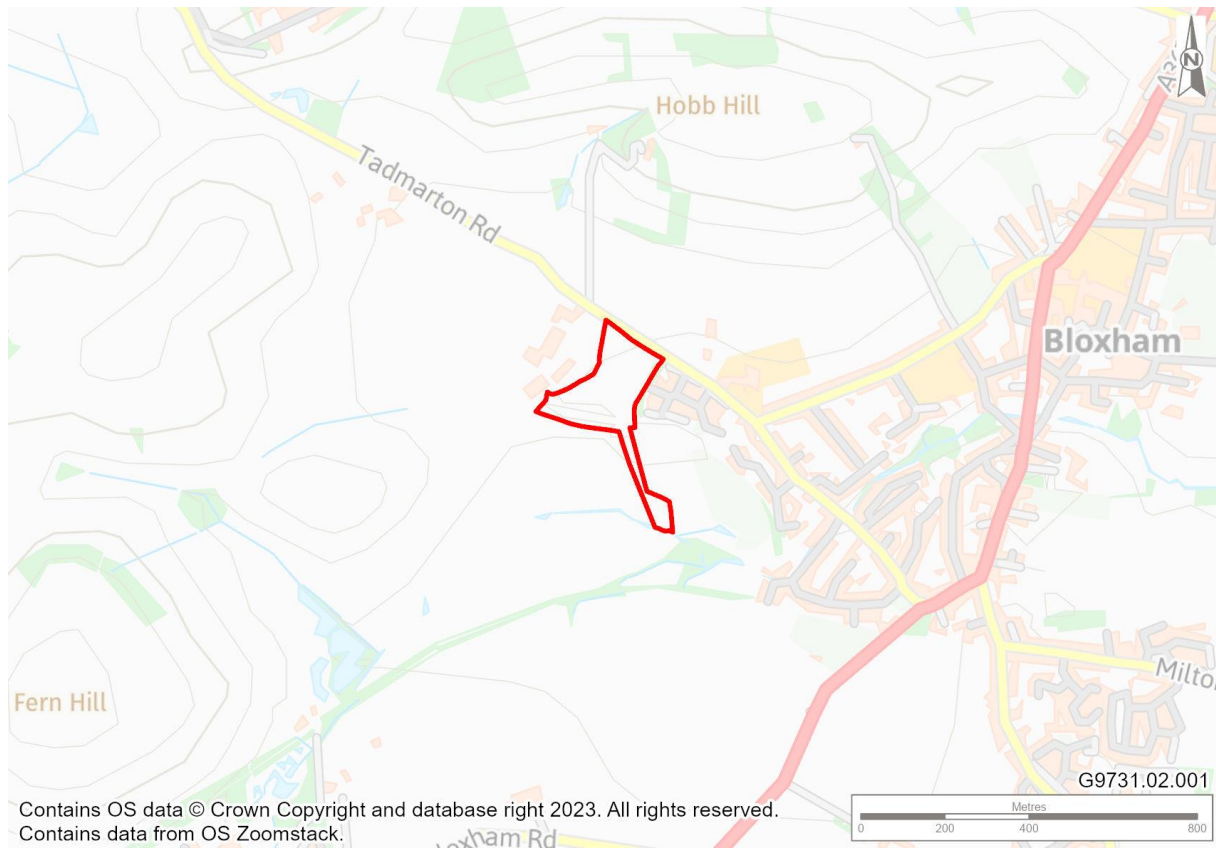 N
Hobb Hill
Tadmarton Rd
Bloxham
Fern Hill
G9731.02.001
Metres
0 200 400 800
Contains OS data © Crown Copyright and database right 2023. All rights reserved.
Contains data from OS Zoomstack.